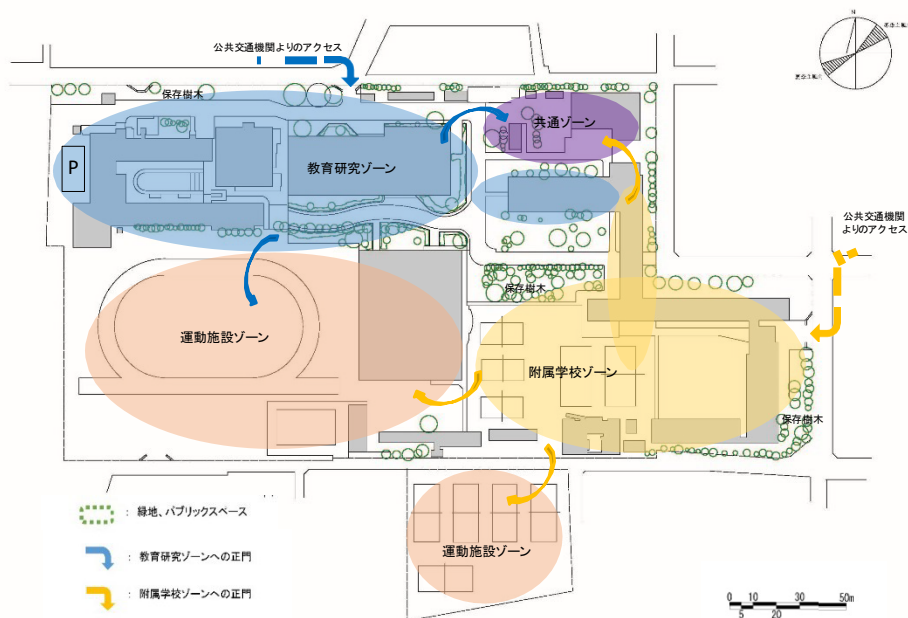 公共交通機関よりのアクセス
N
保存樹木
共通ゾーン
P
教育研究ゾーン
公共交通機関
よりのアクセス
保存樹木
運動施設ゾーン
附属学校ゾーン
保存樹木
運動施設ゾーン
： 緑地、パブリックスペース
： 教育研究ゾーンへの正門
： 附属学校ゾーンへの正門
0 10 30 50m
5 20